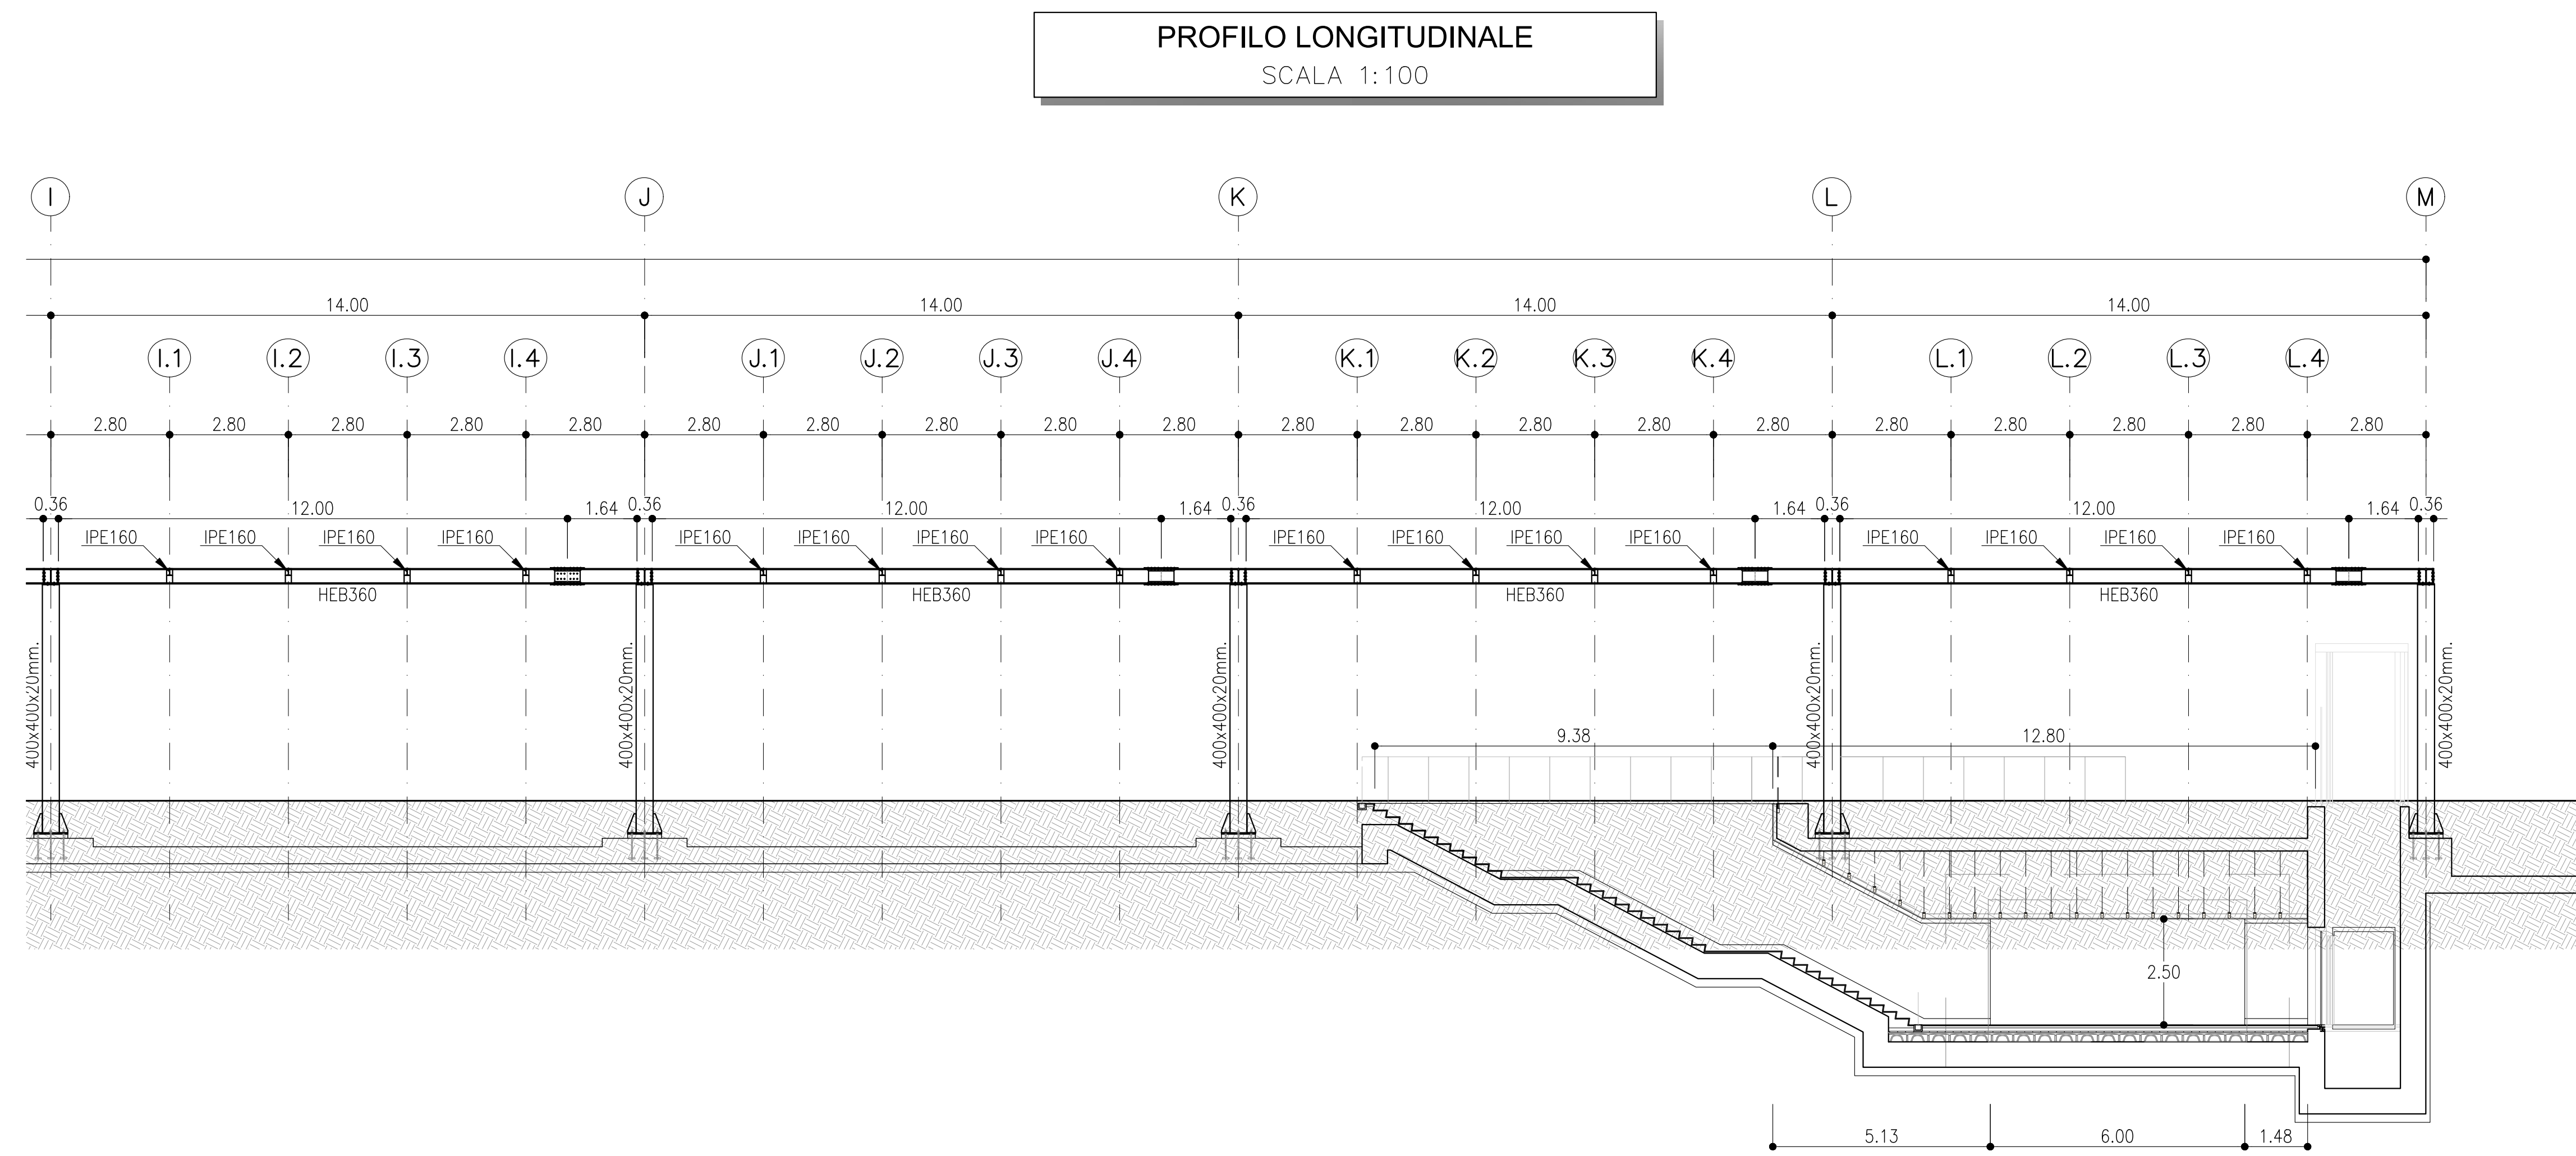 PROFILO LONGITUDINALE
SCALA 1:100
I J K L M
14.00 14.00 14.00 14.00
I.1 I.2 I.3 I.4 J.1 J.2 J.3 J.4 K.1 K.2 K.3 K.4 L.1 L.2 L.3 L.4
2.80 2.80 2.80 2.80 2.80 2.80 2.80 2.80 2.80 2.80 2.80 2.80 2.80 2.80 2.80 2.80 2.80 2.80 2.80 2.80
0.36 12.00 1.64 0.36 12.00 1.64 0.36 12.00 1.64 0.36 12.00 1.64 0.36
IPE160 IPE160 IPE160 IPE160 IPE160 IPE160 IPE160 IPE160 IPE160 IPE160 IPE160 IPE160 IPE160 IPE160 IPE160 IPE160
HEB360 HEB360 HEB360 HEB360
400x400x20mm. 400x400x20mm. 400x400x20mm. 400x400x20mm. 400x400x20mm.
9.38 12.80
2.50
5.13 6.00 1.48